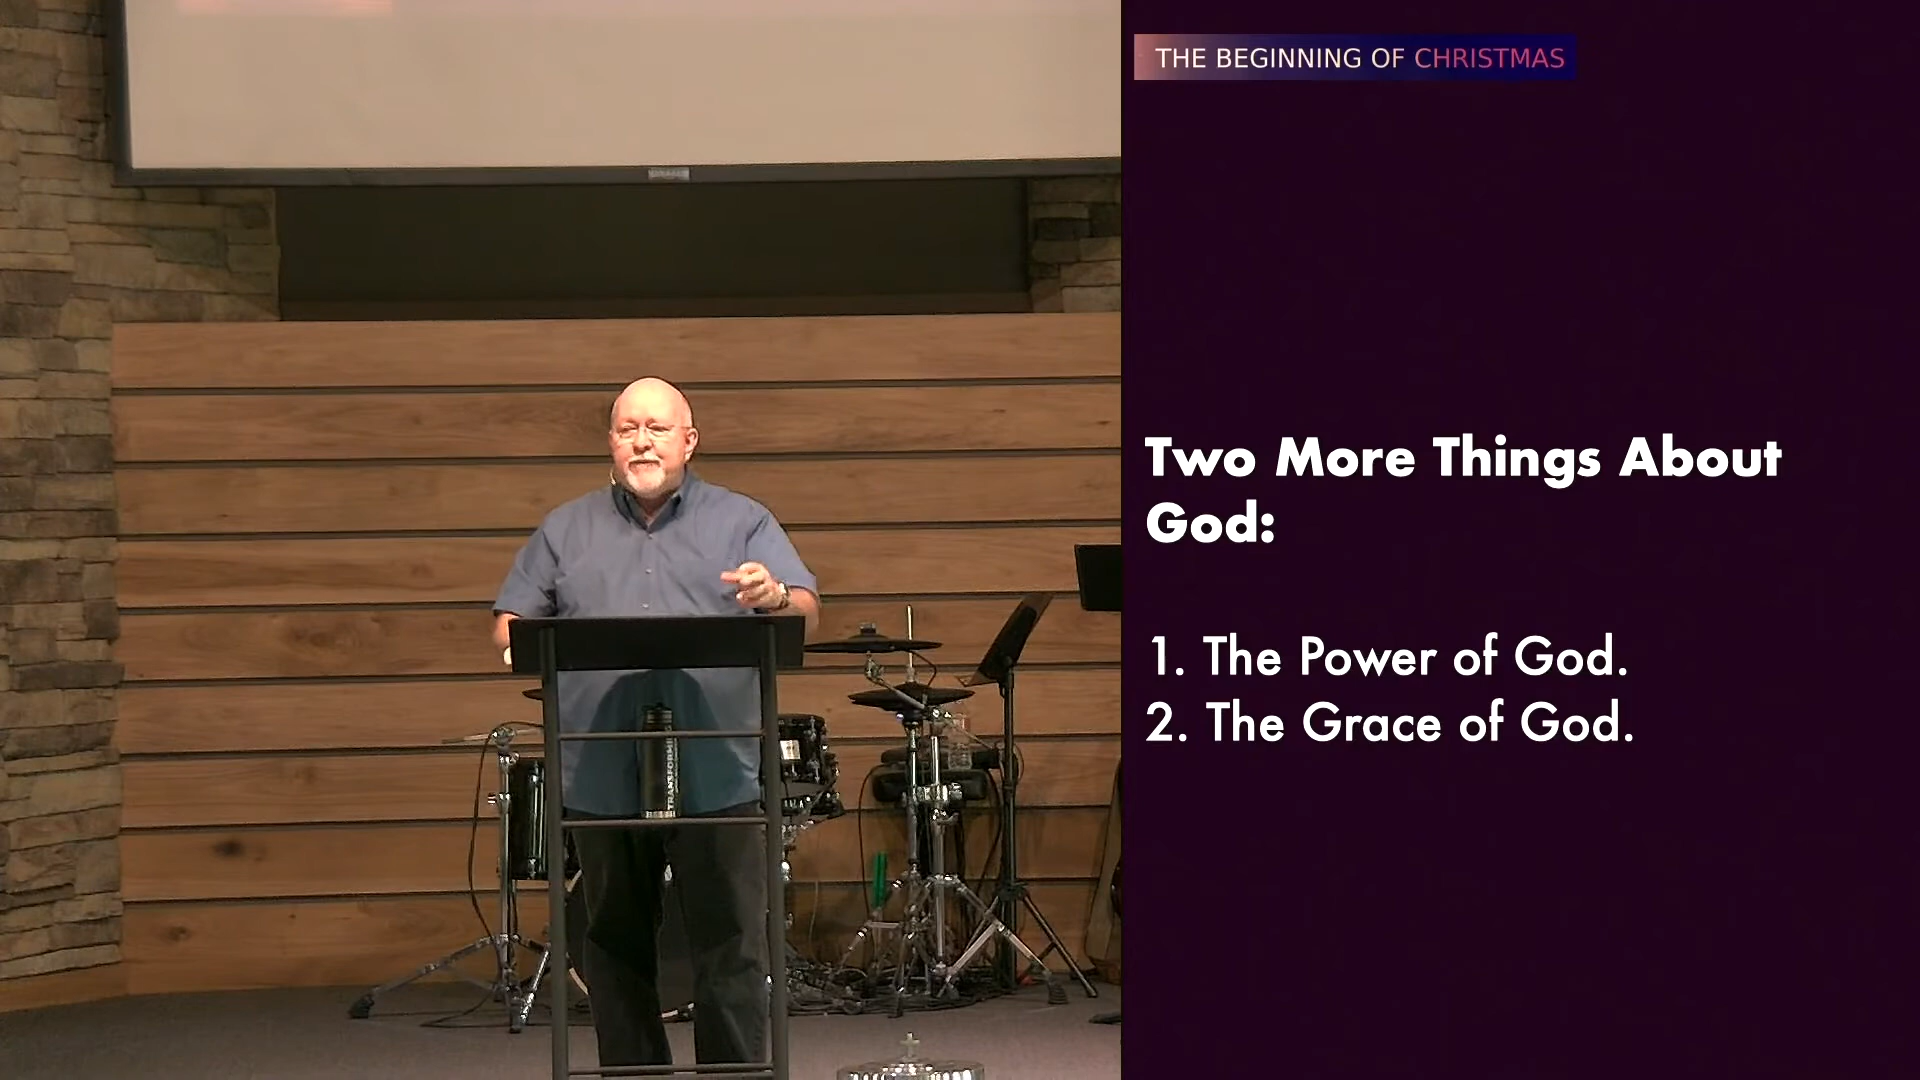 THE BEGINNING OF CHRISTMAS
Two More Things About
God:
1. The Power of God.
2. The Grace of God.
TRANSFORMING